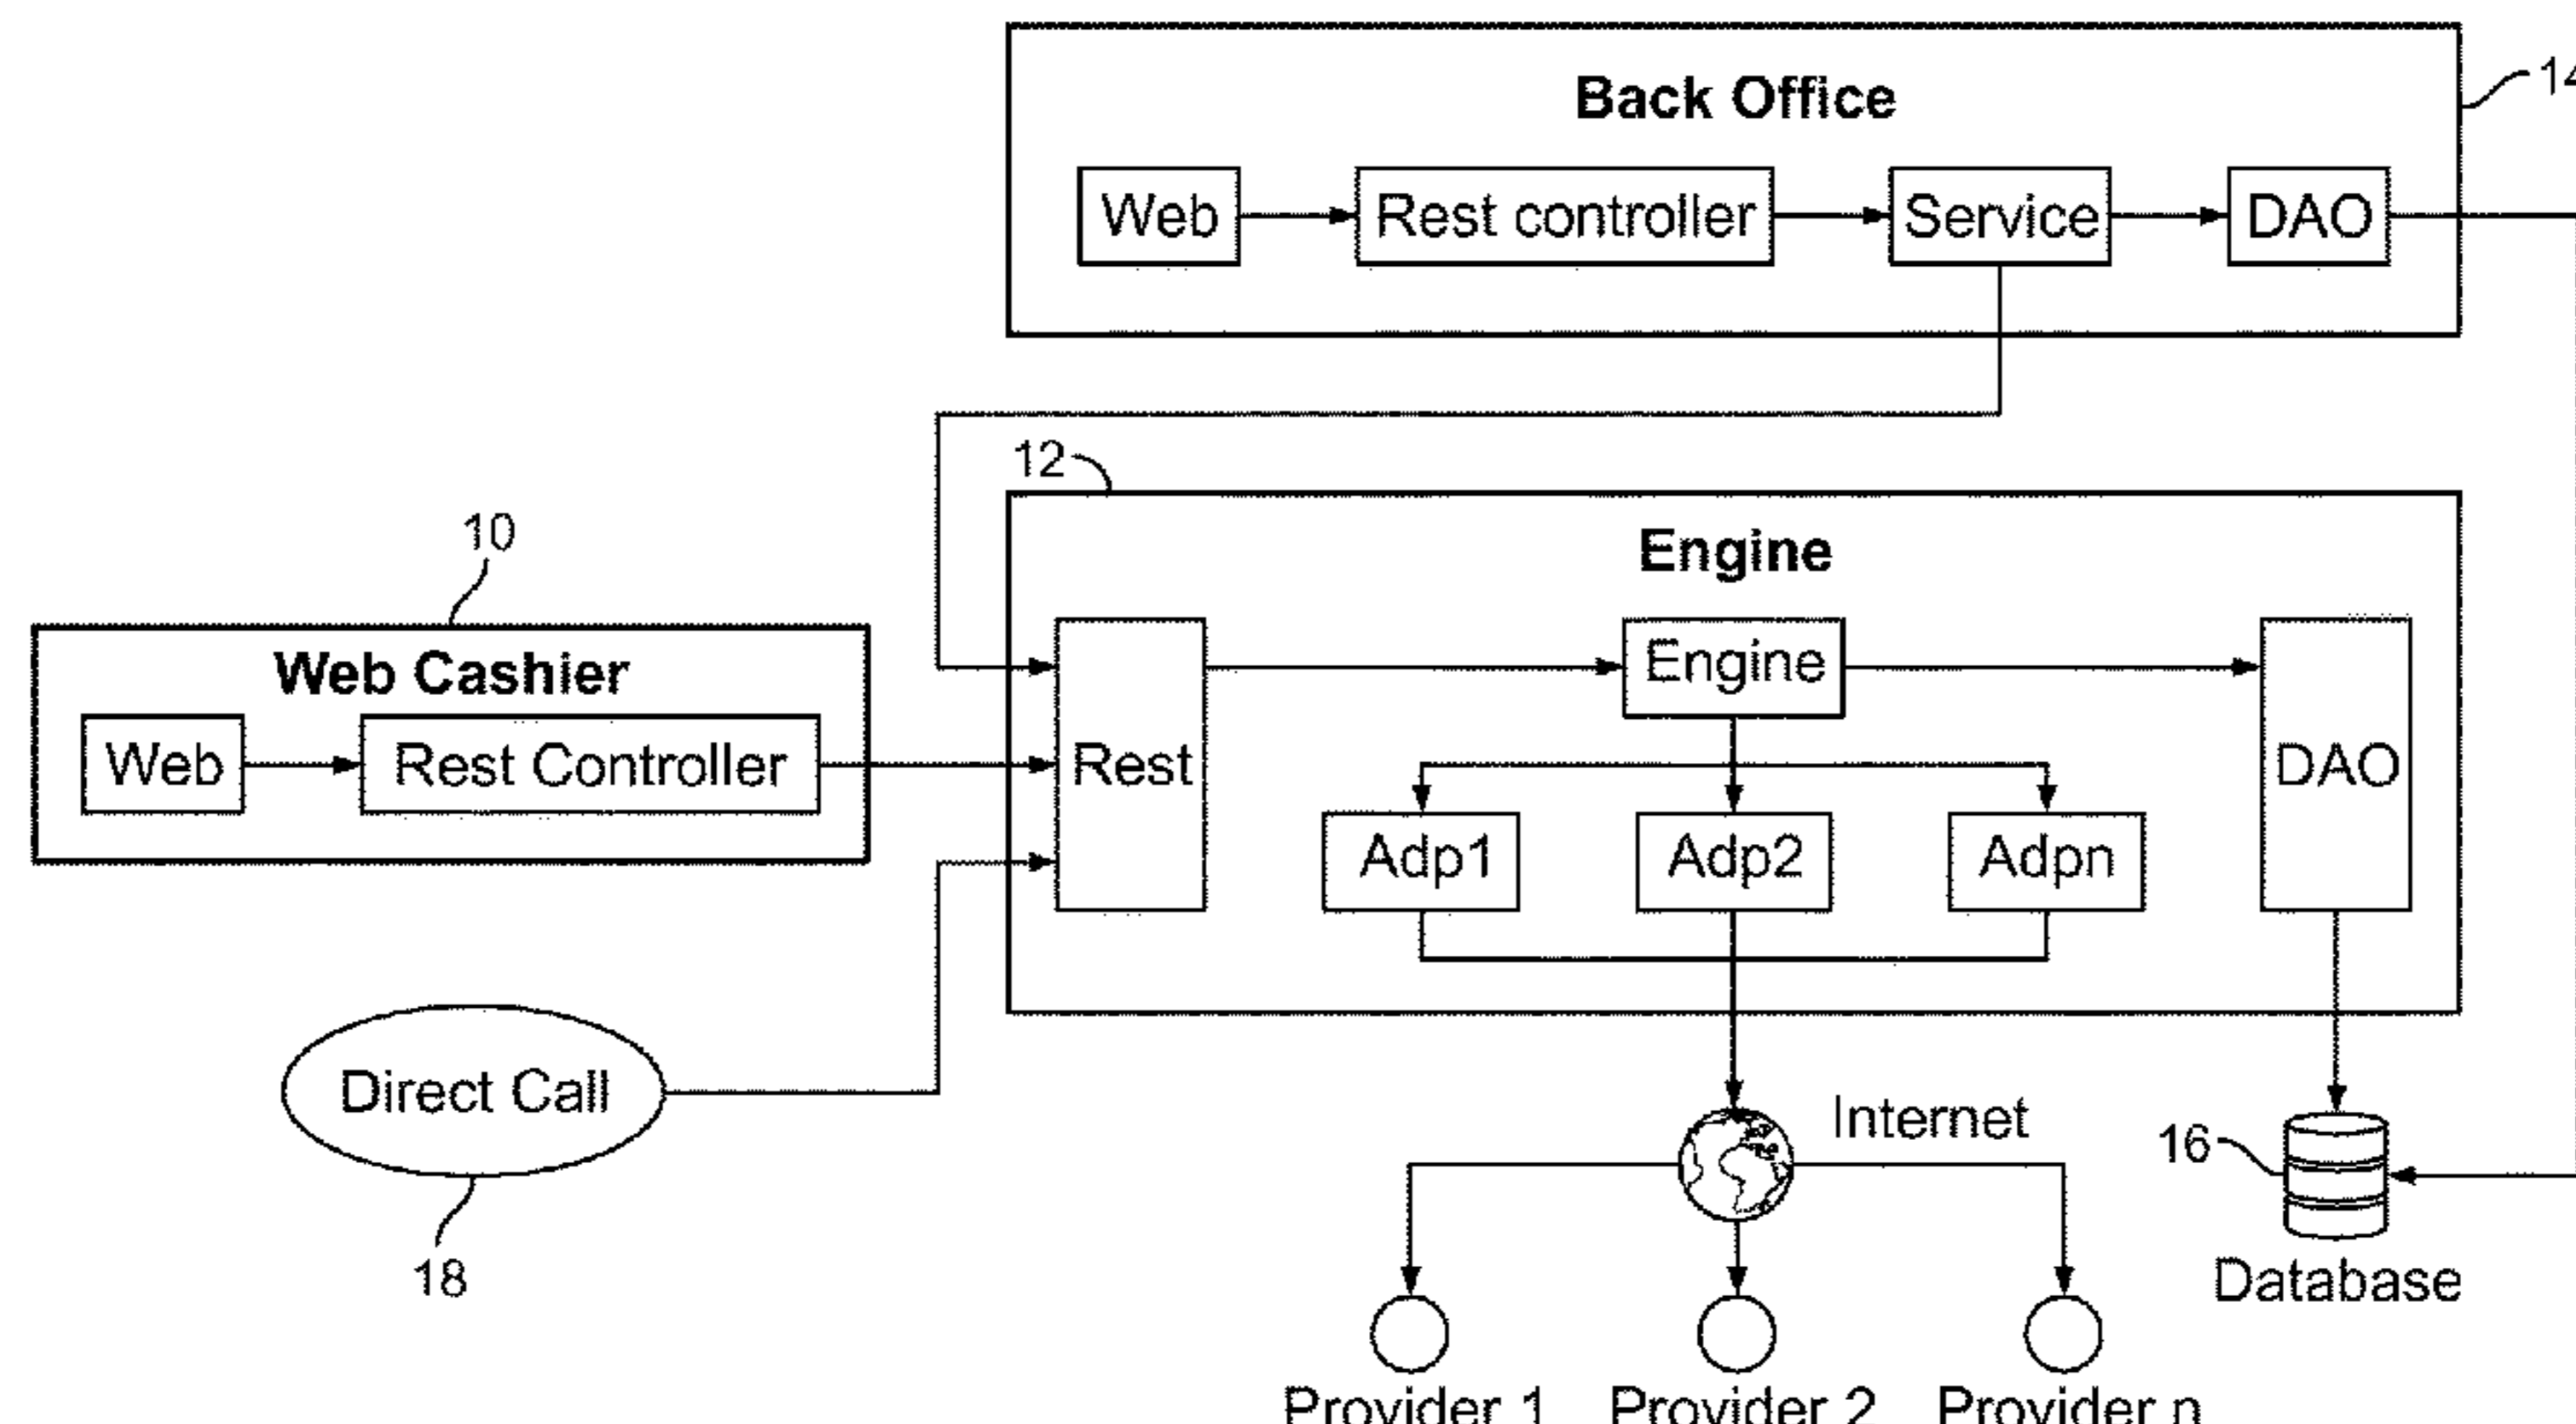 Back Office
14
Web
Rest controller
Service
DAO
12
Engine
10
Web Cashier
Web
Rest Controller
Rest
Engine
DAO
Adp1
Adp2
Adpn
Direct Call
18
Internet
16
Database
Provider 1
Provider 2
Provider n